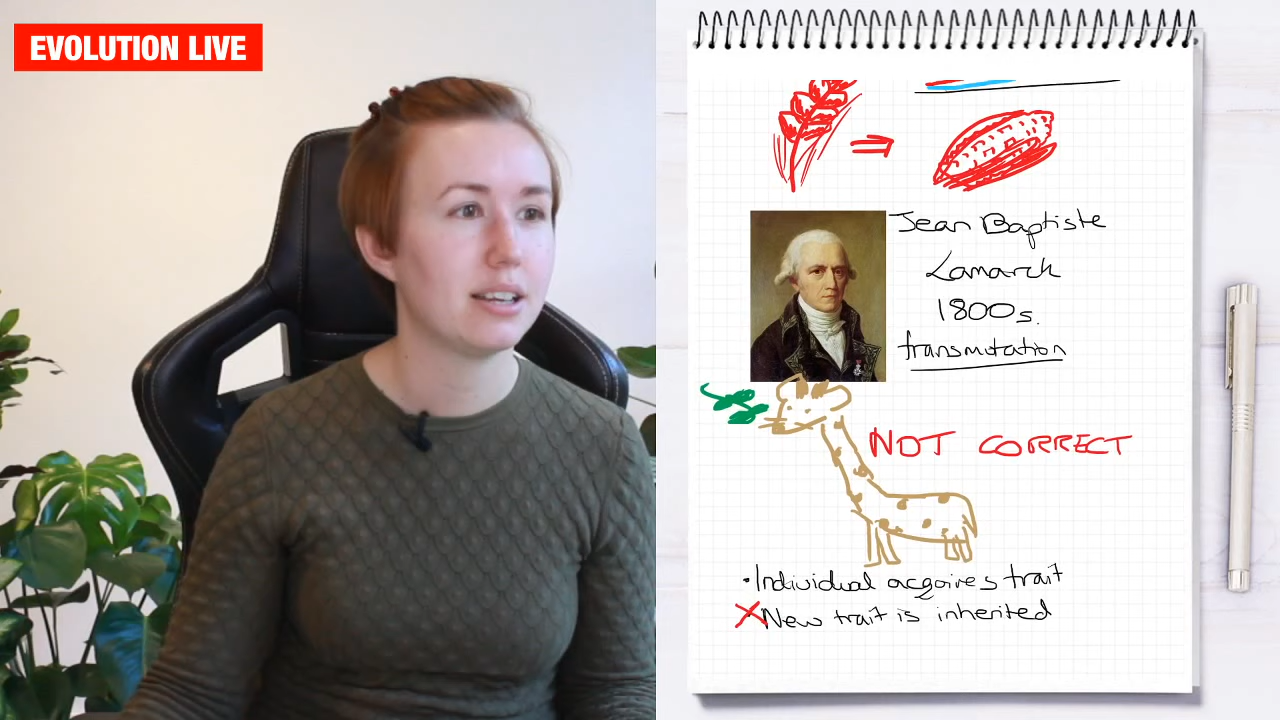 EVOLUTION LIVE
Jean Baptiste
Lamarck
1800s.
transmutation
NOT CORRECT
• Individual acquires trait
X New trait is inherited